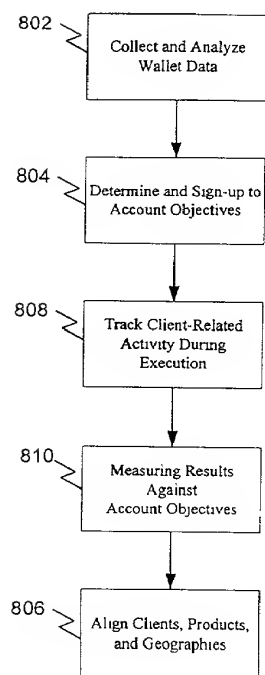 802
Collect and Analyze
Wallet Data
804
Determine and Sign-up to
Account Objectives
808
Track Client-Related
Activity During
Execution
810
Measuring Results
Against
Account Objectives
806
Align Clients, Products,
and Geographies